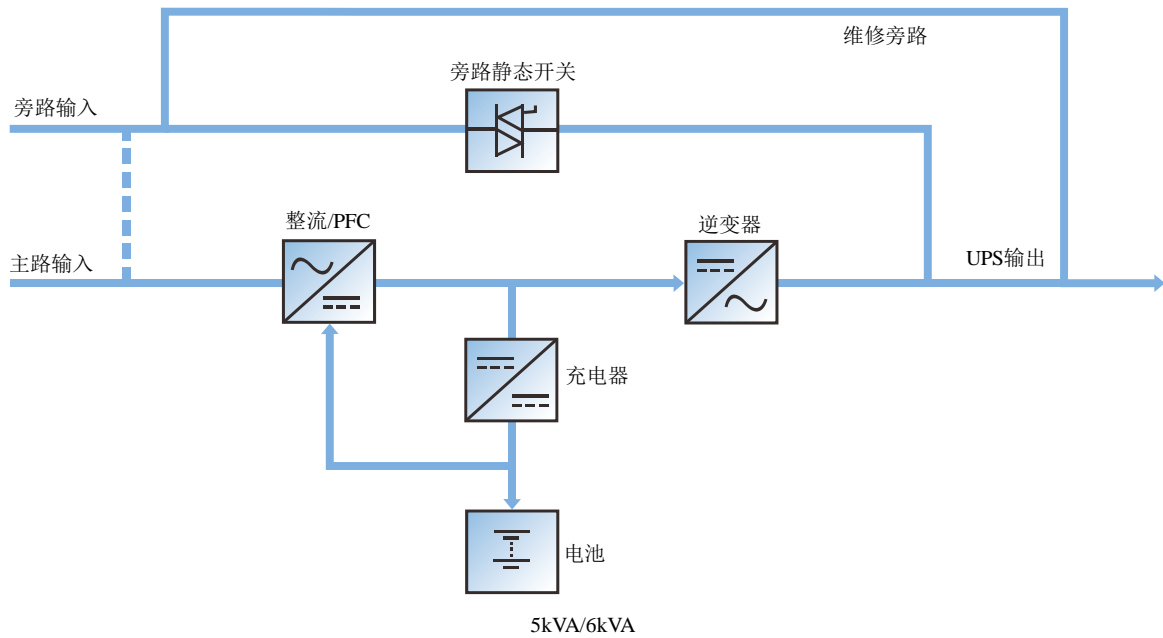 维修旁路
旁路静态开关
旁路输入
整流/PFC
逆变器
主路输入
UPS输出
充电器
电池
5kVA/6kVA